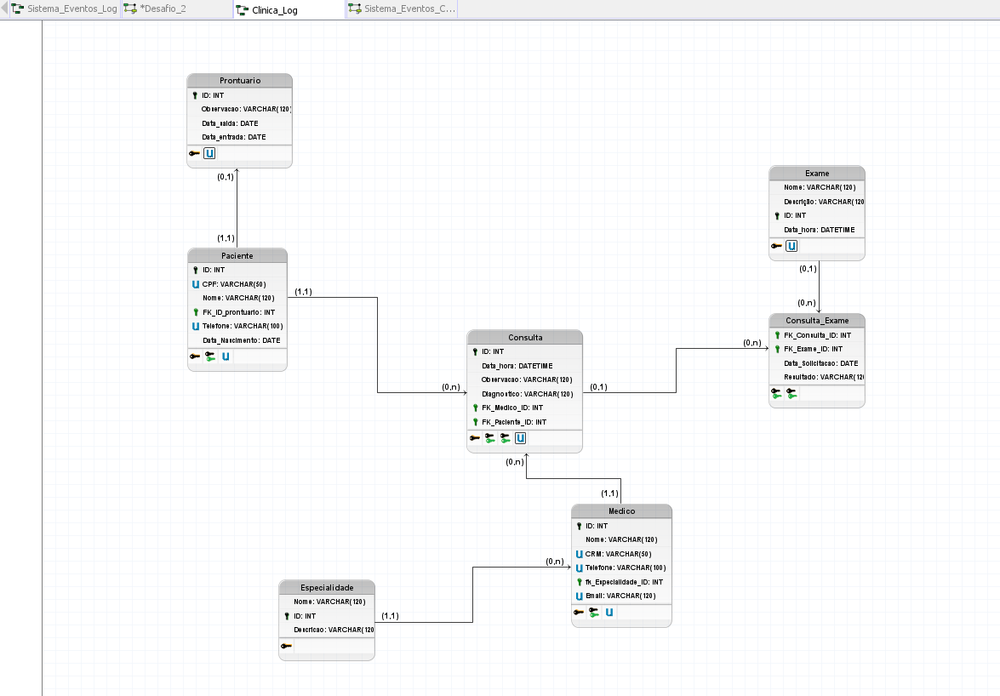 Sistema_Eventos_Log
*Desafio_2
Clinica_Log
Sistema_Eventos_C...
Prontuario
ID: INT
Observacao: VARCHAR(120)
Data_saida: DATE
Data_entrada: DATE
(0,1)
(1,1)
Paciente
ID: INT
CPF: VARCHAR(50)
Nome: VARCHAR(120)
FK_ID_prontuario: INT
Telefone: VARCHAR(100)
Data_Nascimento: DATE
(1,1)
(0,n)
Consulta
ID: INT
Data_hora: DATETIME
Observacao: VARCHAR(120)
Diagnostico: VARCHAR(120)
FK_Medico_ID: INT
FK_Paciente_ID: INT
(0,1)
(0,n)
Exame
Nome: VARCHAR(120)
Descrição: VARCHAR(120
ID: INT
Data_hora: DATETIME
(0,1)
(0,n)
Consulta_Exame
FK_Consulta_ID: INT
FK_Exame_ID: INT
Data_Solicitacao: DATE
Resultado: VARCHAR(12
(0,n)
(1,1)
Medico
ID: INT
Nome: VARCHAR(120)
CRM: VARCHAR(50)
Telefone: VARCHAR(100)
fk_Especialidade_ID: INT
Email: VARCHAR(120)
(0,n)
(1,1)
Especialidade
Nome: VARCHAR(120)
ID: INT
Descricao: VARCHAR(120